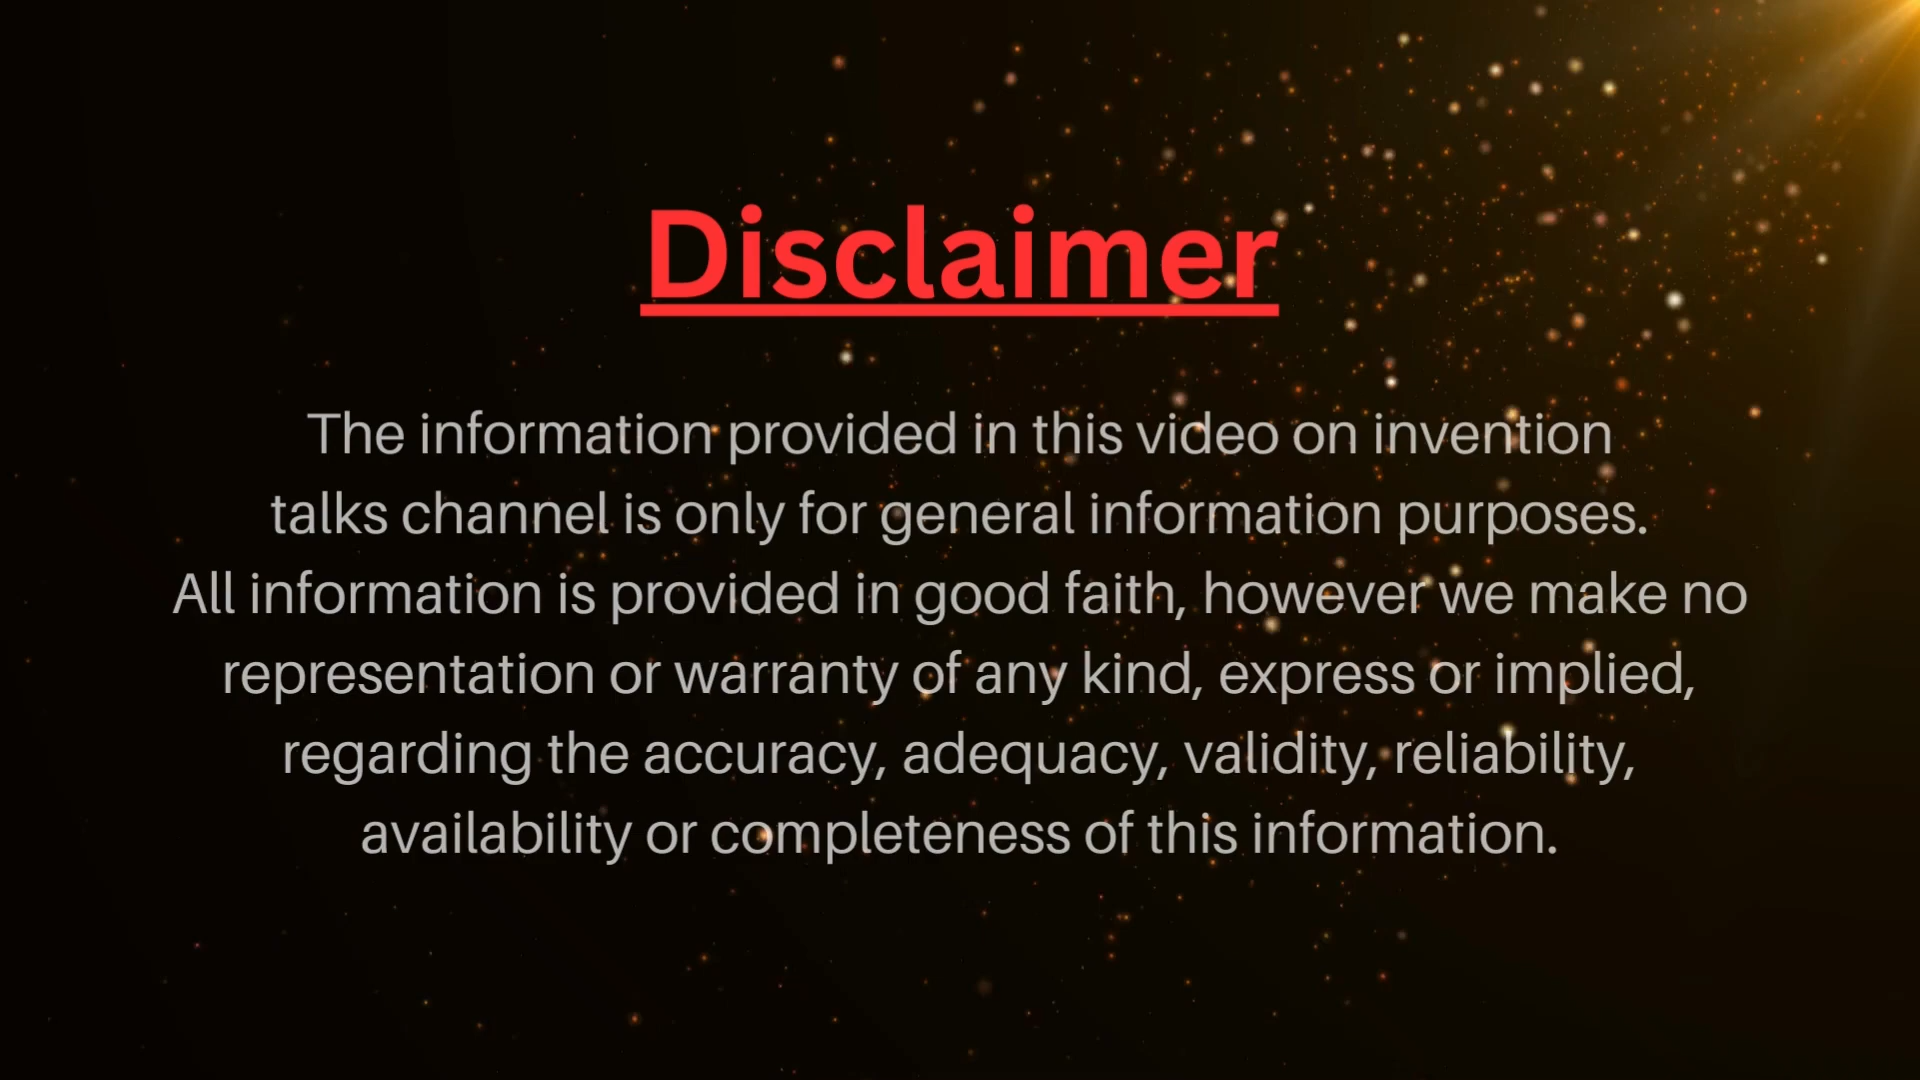 Disclaimer
The information provided in this video on invention
talks channel is only for general information purposes.
All information is provided in good faith, however we make no
representation or warranty of any kind, express or implied,
regarding the accuracy, adequacy, validity, reliability,
availability or completeness of this information.